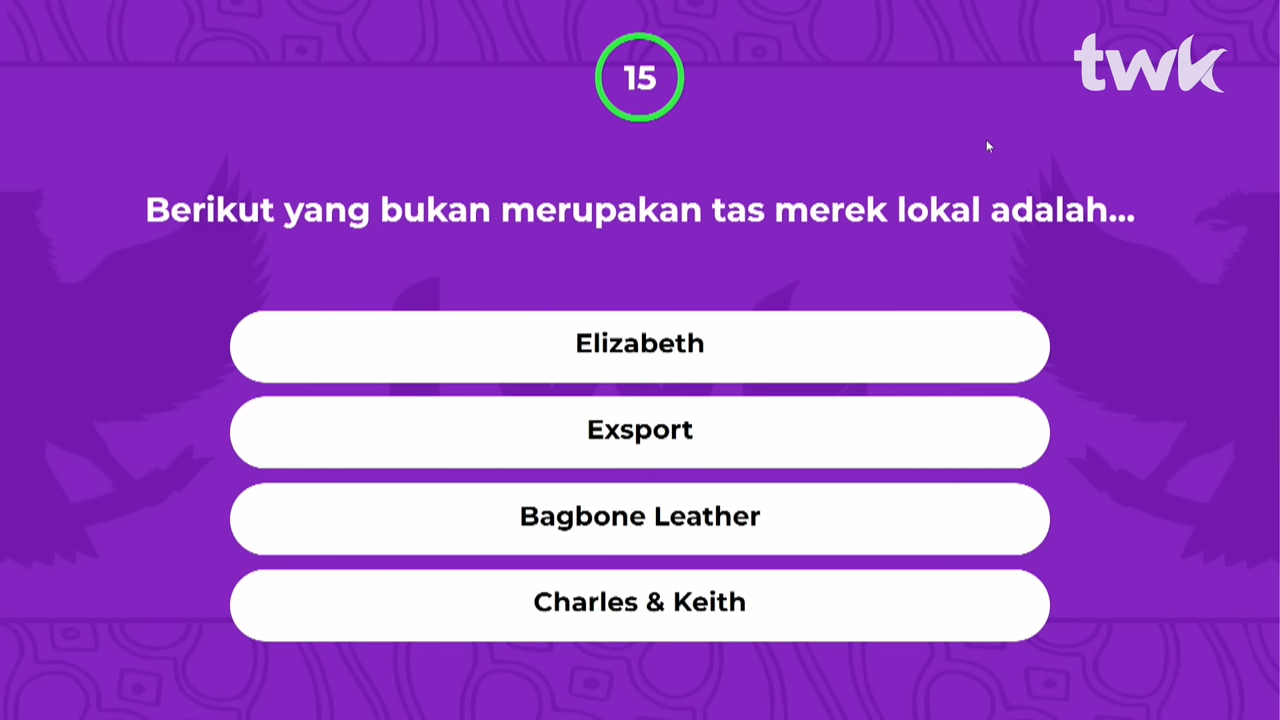 15
twk
Berikut yang bukan merupakan tas merek lokal adalah...
Elizabeth
Exsport
Bagbone Leather
Charles & Keith